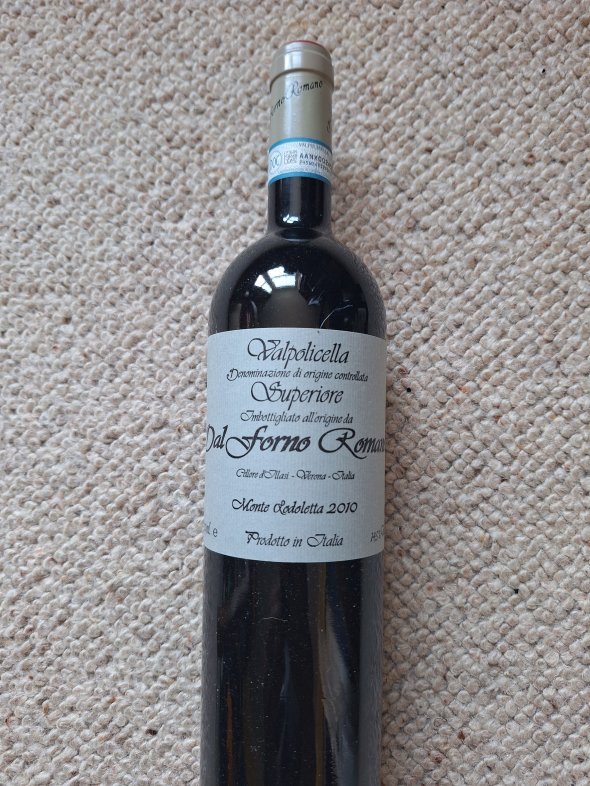 Romano
Valpolicella
Denominazione di origine controllata
Superiore
Imbottigliato all'origine da
Dal Forno Romano
Cellore d'Illasi - Verona - Italia
Monte Lodoletta 2010
e
Prodotto in Italia